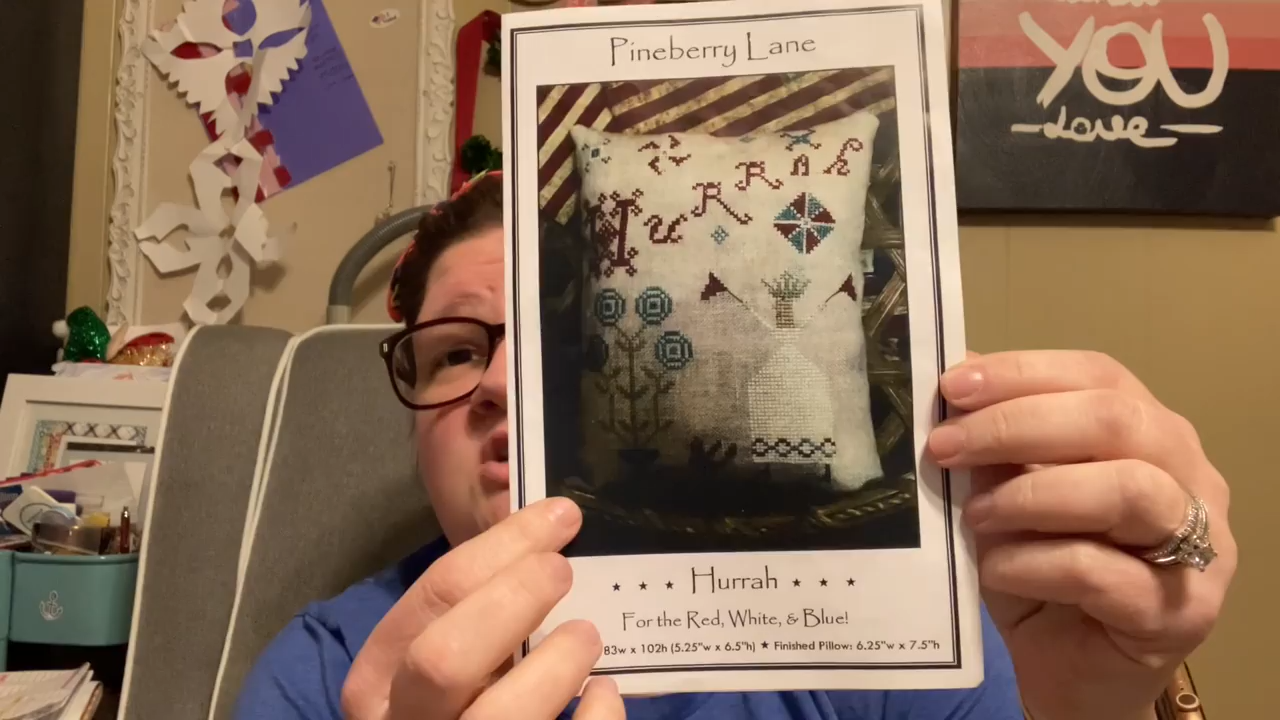 Pineberry Lane
HURRAH
Hurrah
For the Red, White, & Blue!
83w x 102h (5.25"w x 6.5"h) ★ Finished Pillow: 6.25"w x 7.5"h
YOU
-Love-